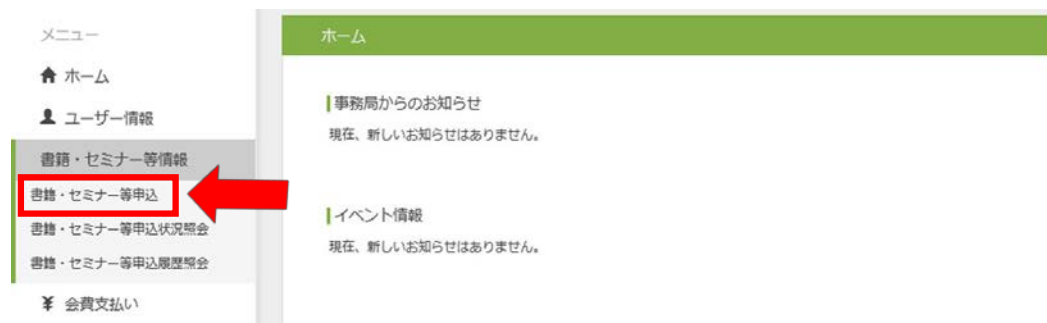 メニュー
ホーム
ユーザー情報
書籍・セミナー等情報
書籍・セミナー等申込
書籍・セミナー等申込状況照会
書籍・セミナー等申込履歴照会
¥ 会費支払い
ホーム
事務局からのお知らせ
現在、新しいお知らせはありません。
イベント情報
現在、新しいお知らせはありません。